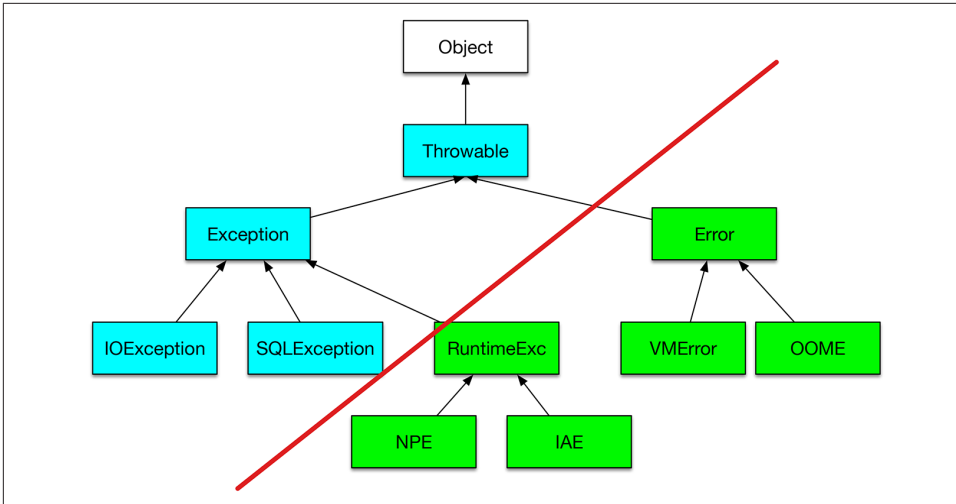 Object
Throwable
Exception
Error
IOException
SQLException
RuntimeExc
VMError
OOME
NPE
IAE